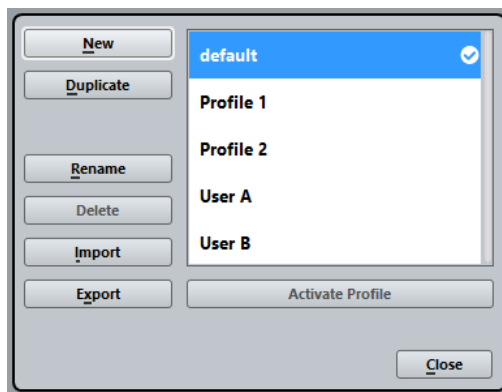 New
Duplicate
Rename
Delete
Import
Export
default
Profile 1
Profile 2
User A
User B
Activate Profile
Close